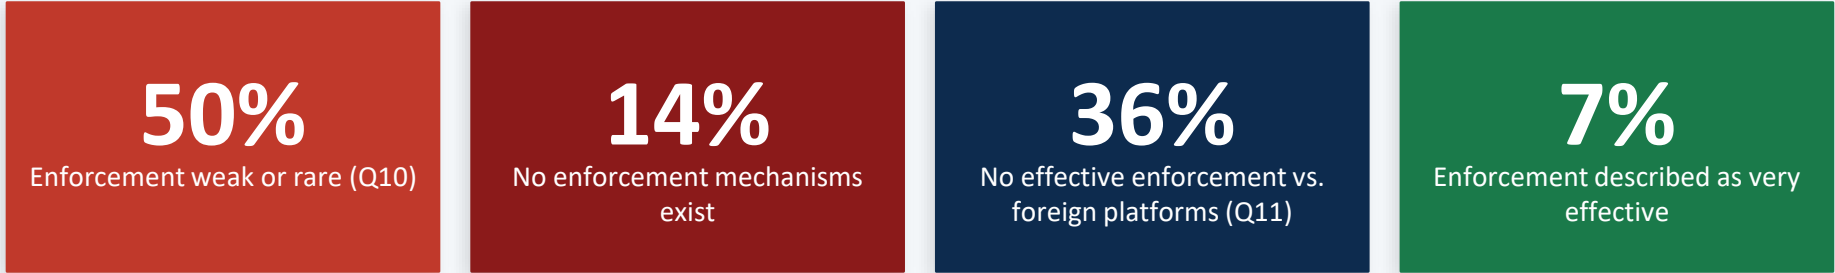 50%
Enforcement weak or rare (Q10)
14%
No enforcement mechanisms
exist
36%
No effective enforcement vs.
foreign platforms (Q11)
7%
Enforcement described as very
effective